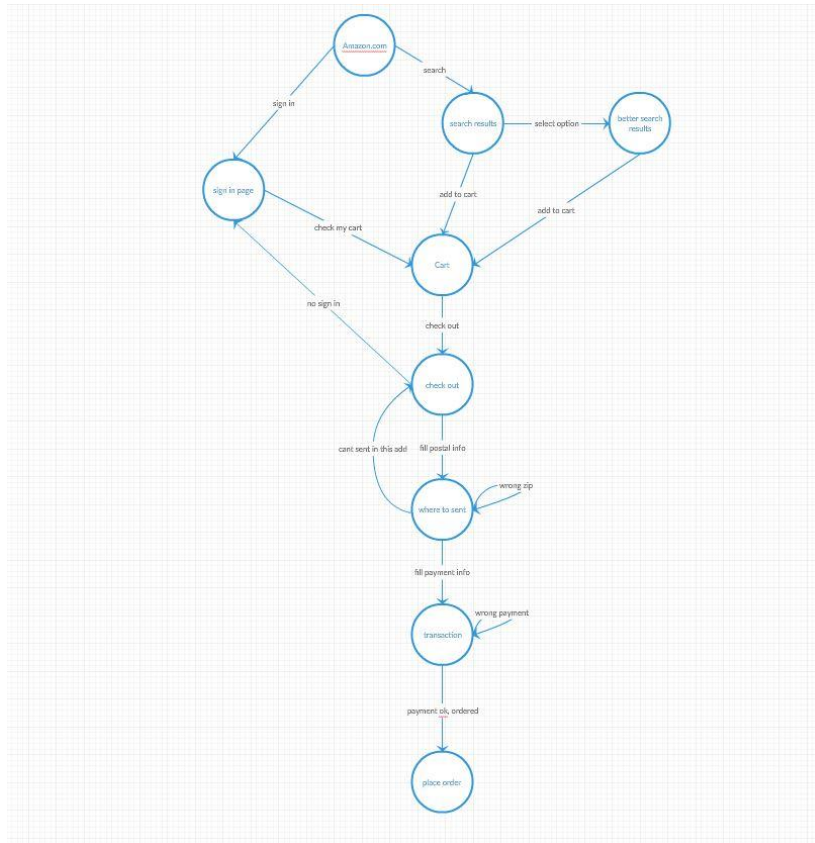 Amazon.com
search
sign in
search results
select option
better search
results
sign in page
add to cart
add to cart
check my cart
Cart
no sign in
check out
check out
cant sent in this add
fill postal info
wrong zip
where to sent
fill payment info
wrong payment
transaction
payment ok, ordered
place order